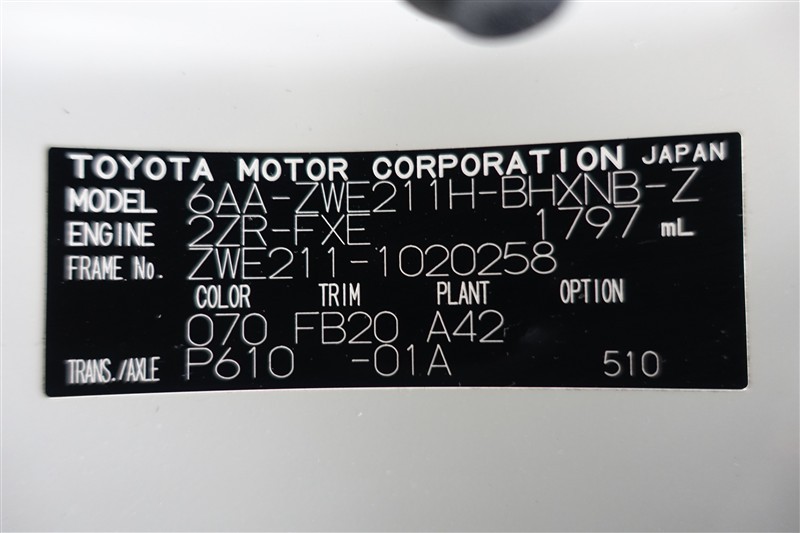 TOYOTA MOTOR CORPORATION JAPAN
MODEL 6AA-ZWE211H-BHXNB-Z
ENGINE 2ZR-FXE 1797 mL
FRAME No. ZWE211-1020258
COLOR TRIM PLANT OPTION
070 FB20 A42
TRANS./AXLE P610 -01A 510